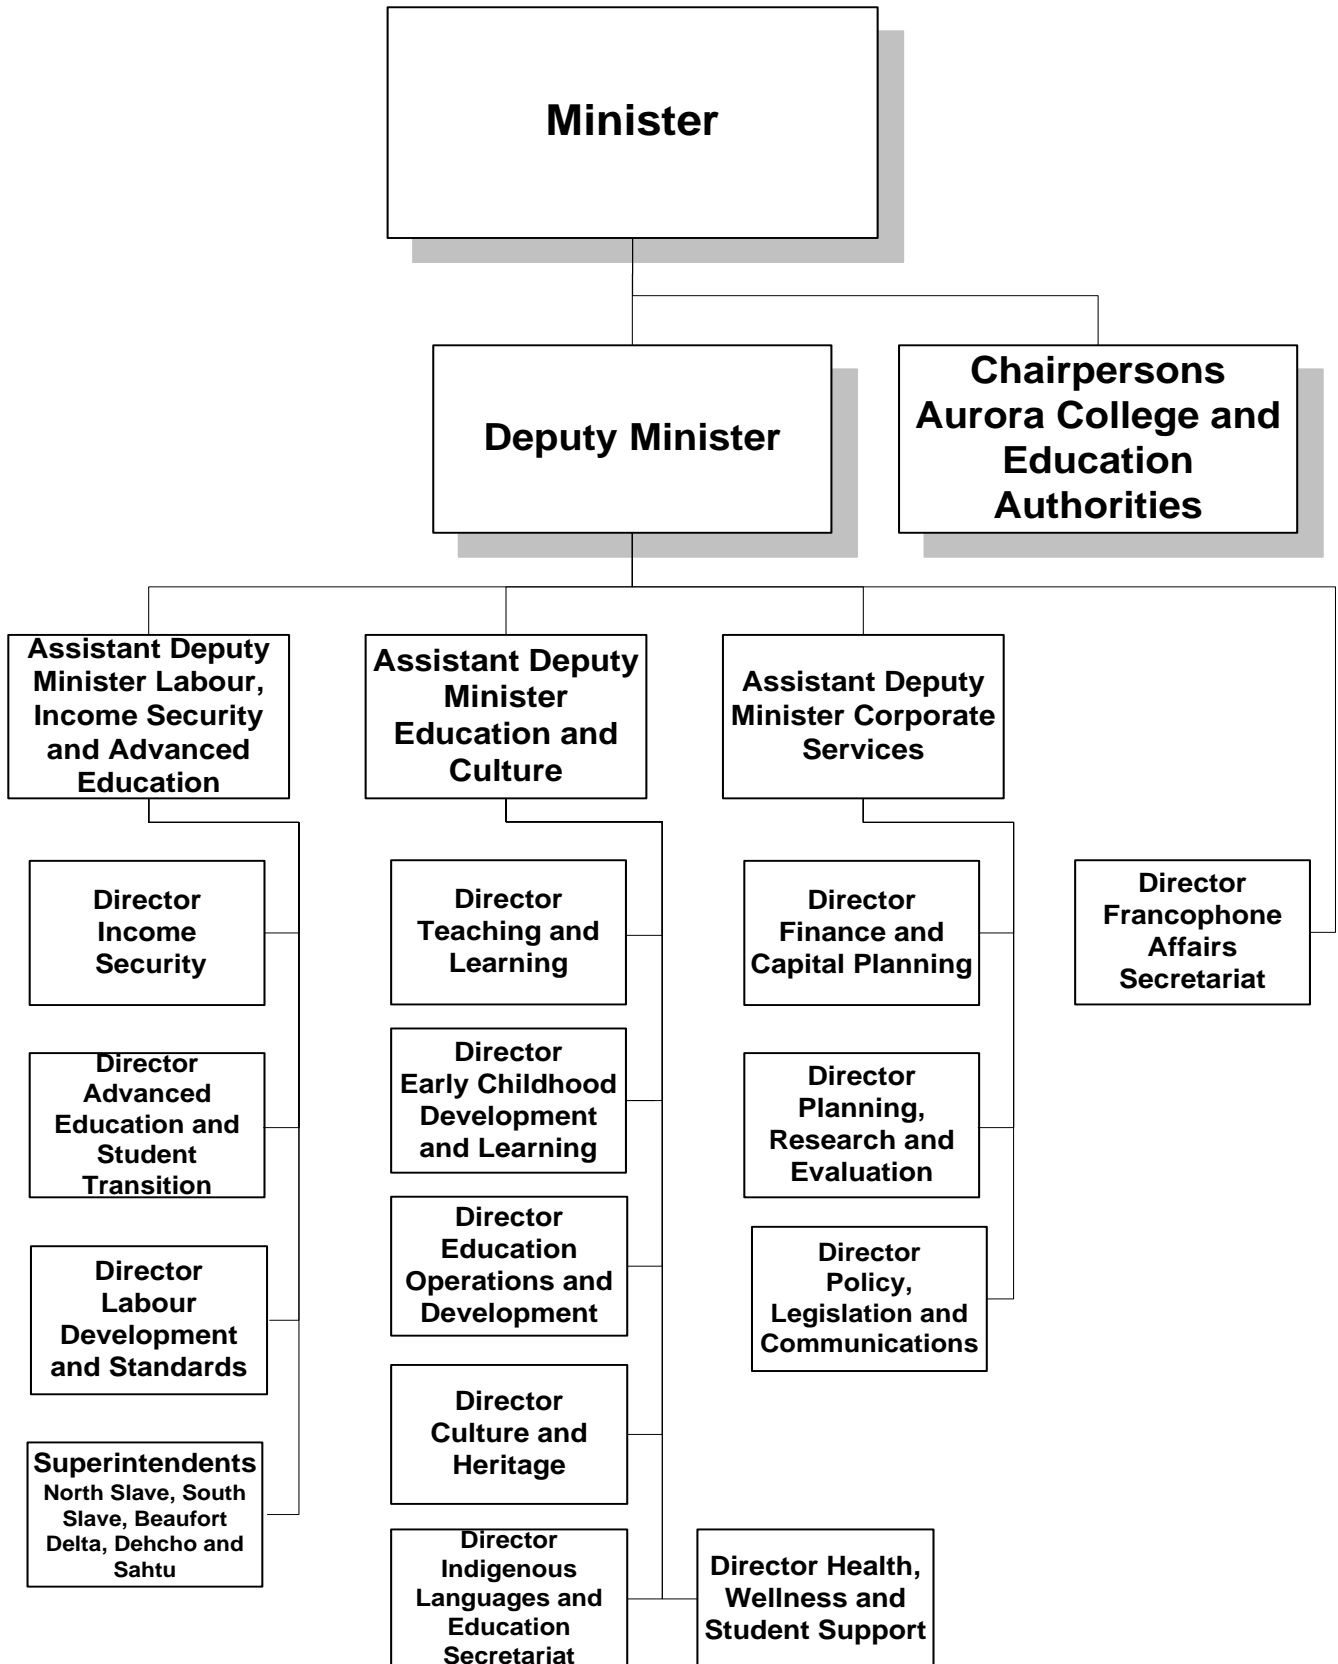 Minister
Deputy Minister
Chairpersons
Aurora College and
Education
Authorities
Assistant Deputy
Minister Labour,
Income Security
and Advanced
Education
Assistant Deputy
Minister
Education and
Culture
Assistant Deputy
Minister Corporate
Services
Director
Income
Security
Director
Teaching and
Learning
Director
Finance and
Capital Planning
Director
Francophone
Affairs
Secretariat
Director
Advanced
Education and
Student
Transition
Director
Early Childhood
Development
and Learning
Director
Planning,
Research and
Evaluation
Director
Labour
Development
and Standards
Director
Education
Operations and
Development
Director
Policy,
Legislation and
Communications
Superintendents
North Slave, South
Slave, Beaufort
Delta, Dehcho and
Sahtu
Director
Culture and
Heritage
Director
Indigenous
Languages and
Education
Secretariat
Director Health,
Wellness and
Student Support